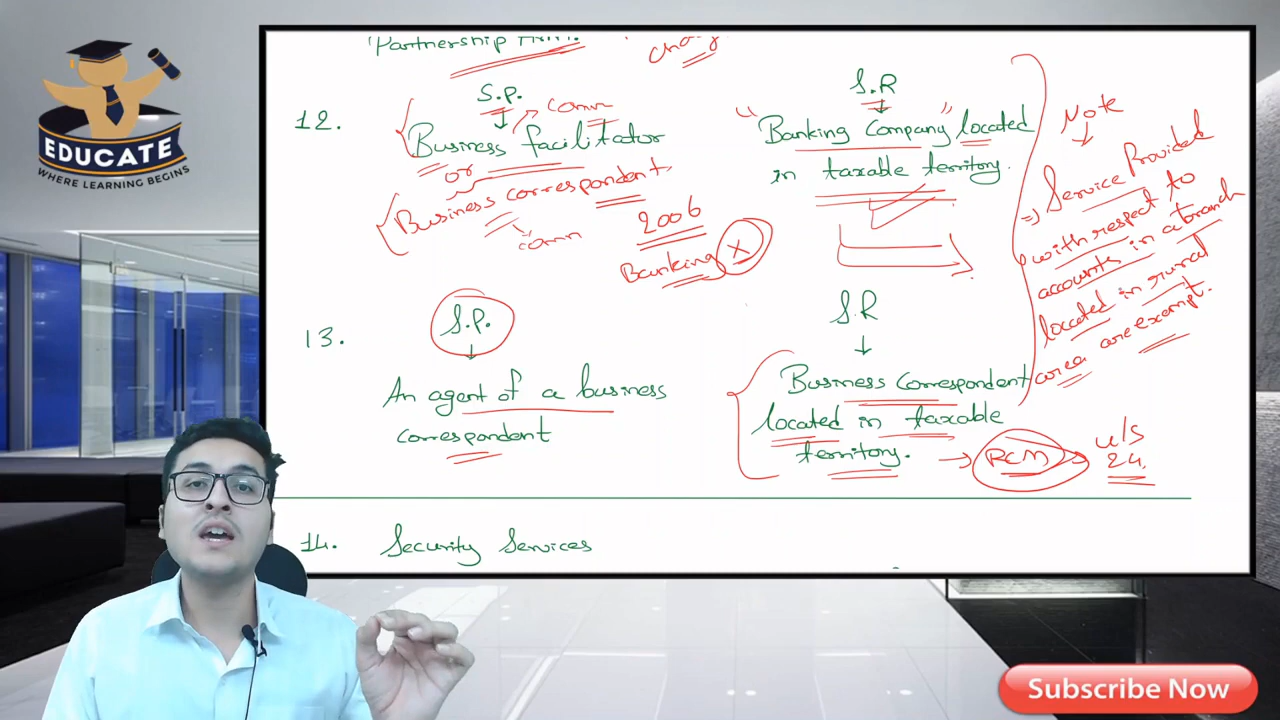 EDUCATE
WHERE LEARNING BEGINS
Partnership Firm.
12.
S.P.
comm
Business facilitator
or
Business correspondent
comm
2006
Banking X
S.R
"Banking Company" located
in taxable territory.
Note
Service Provided
with respect to
accounts in a branch
located in rural
area are exempt.
13.
S.P.
An agent of a business
correspondent
S.R
Business Correspondent
located in taxable
territory.
RCM
u/s
24.
14. Security Services
Subscribe Now